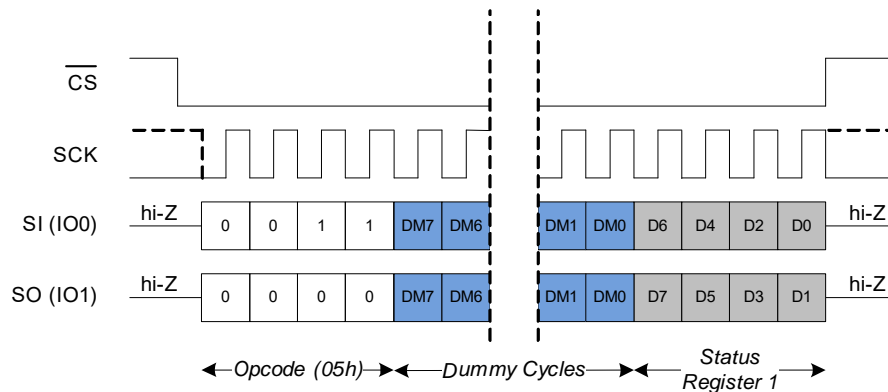 CS
SCK
SI (IO0) hi-Z 0 0 1 1 DM7 DM6 DM1 DM0 D6 D4 D2 D0 hi-Z
SO (IO1) hi-Z 0 0 0 0 DM7 DM6 DM1 DM0 D7 D5 D3 D1 hi-Z
Opcode (05h) Dummy Cycles Status
Register 1